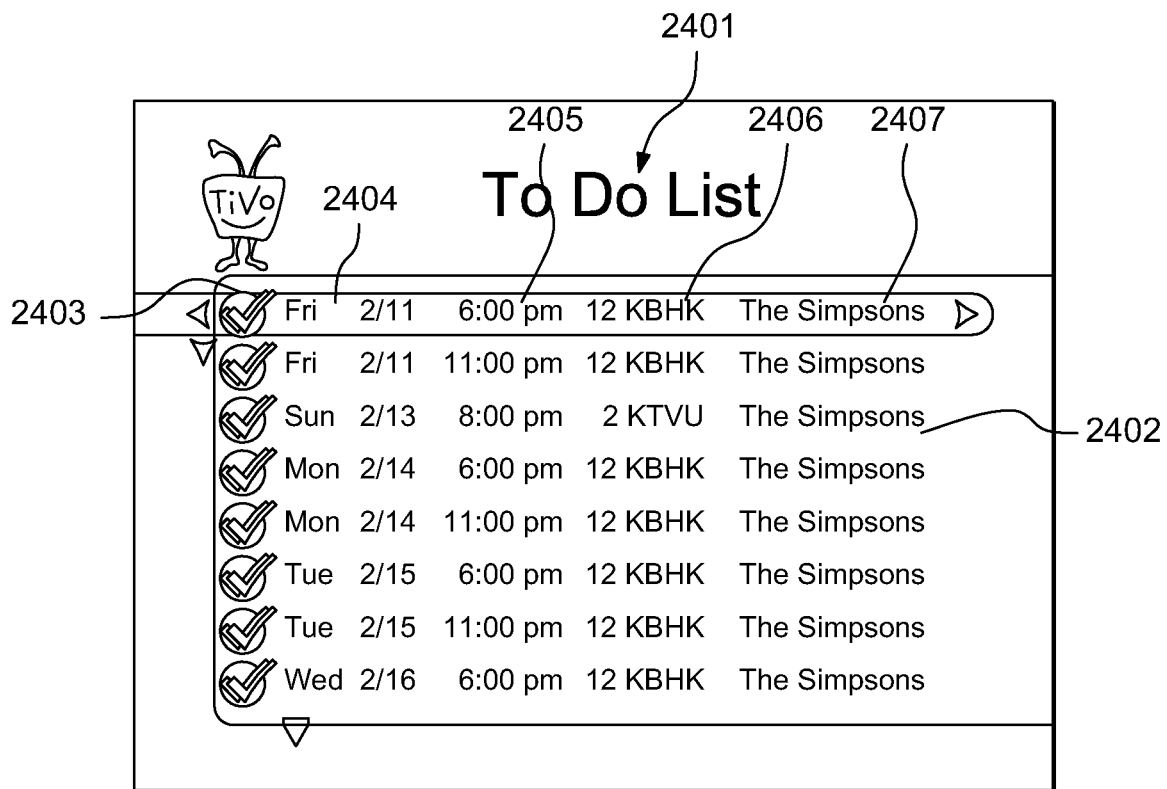 2401
2405 2406 2407
TiVo 2404 To Do List
2403 Fri 2/11 6:00 pm 12 KBHK The Simpsons
Fri 2/11 11:00 pm 12 KBHK The Simpsons
Sun 2/13 8:00 pm 2 KTVU The Simpsons 2402
Mon 2/14 6:00 pm 12 KBHK The Simpsons
Mon 2/14 11:00 pm 12 KBHK The Simpsons
Tue 2/15 6:00 pm 12 KBHK The Simpsons
Tue 2/15 11:00 pm 12 KBHK The Simpsons
Wed 2/16 6:00 pm 12 KBHK The Simpsons